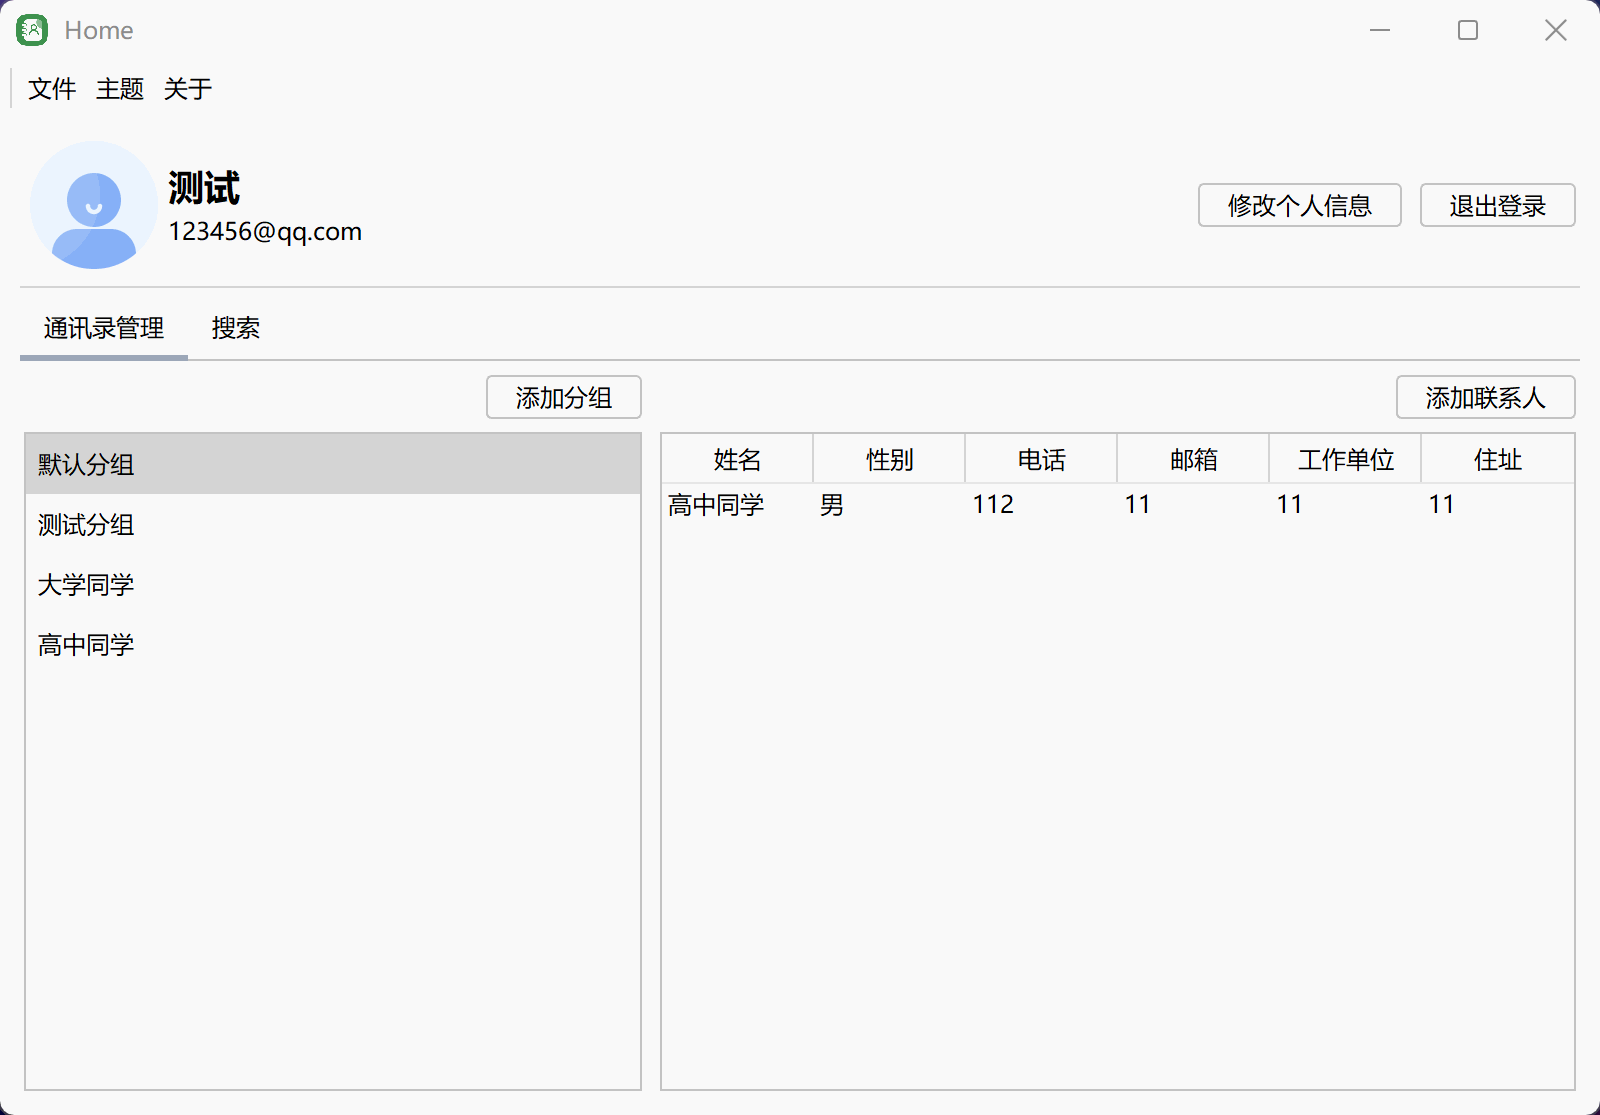 Home
文件 主题 关于
测试
123456@qq.com
修改个人信息 退出登录
通讯录管理 搜索
添加分组 添加联系人
默认分组
测试分组
大学同学
高中同学
姓名 性别 电话 邮箱 工作单位 住址
高中同学 男 112 11 11 11